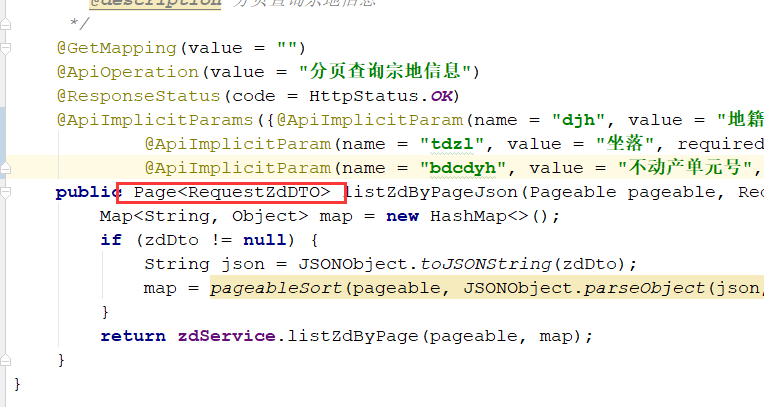 @description 分页查询宗地信息
*/
@GetMapping(value = "")
@ApiOperation(value = "分页查询宗地信息")
@ResponseStatus(code = HttpStatus.OK)
@ApiImplicitParams({@ApiImplicitParam(name = "djh", value = "地籍
@ApiImplicitParam(name = "tdzl", value = "坐落", required
@ApiImplicitParam(name = "bdcdyh", value = "不动产单元号",
public Page<RequestZdDTO> listZdByPageJson(Pageable pageable, Req
Map<String, Object> map = new HashMap<>();
if (zdDto != null) {
String json = JSONObject.toJSONString(zdDto);
map = pageableSort(pageable, JSONObject.parseObject(json,
}
return zdService.listZdByPage(pageable, map);
}
}